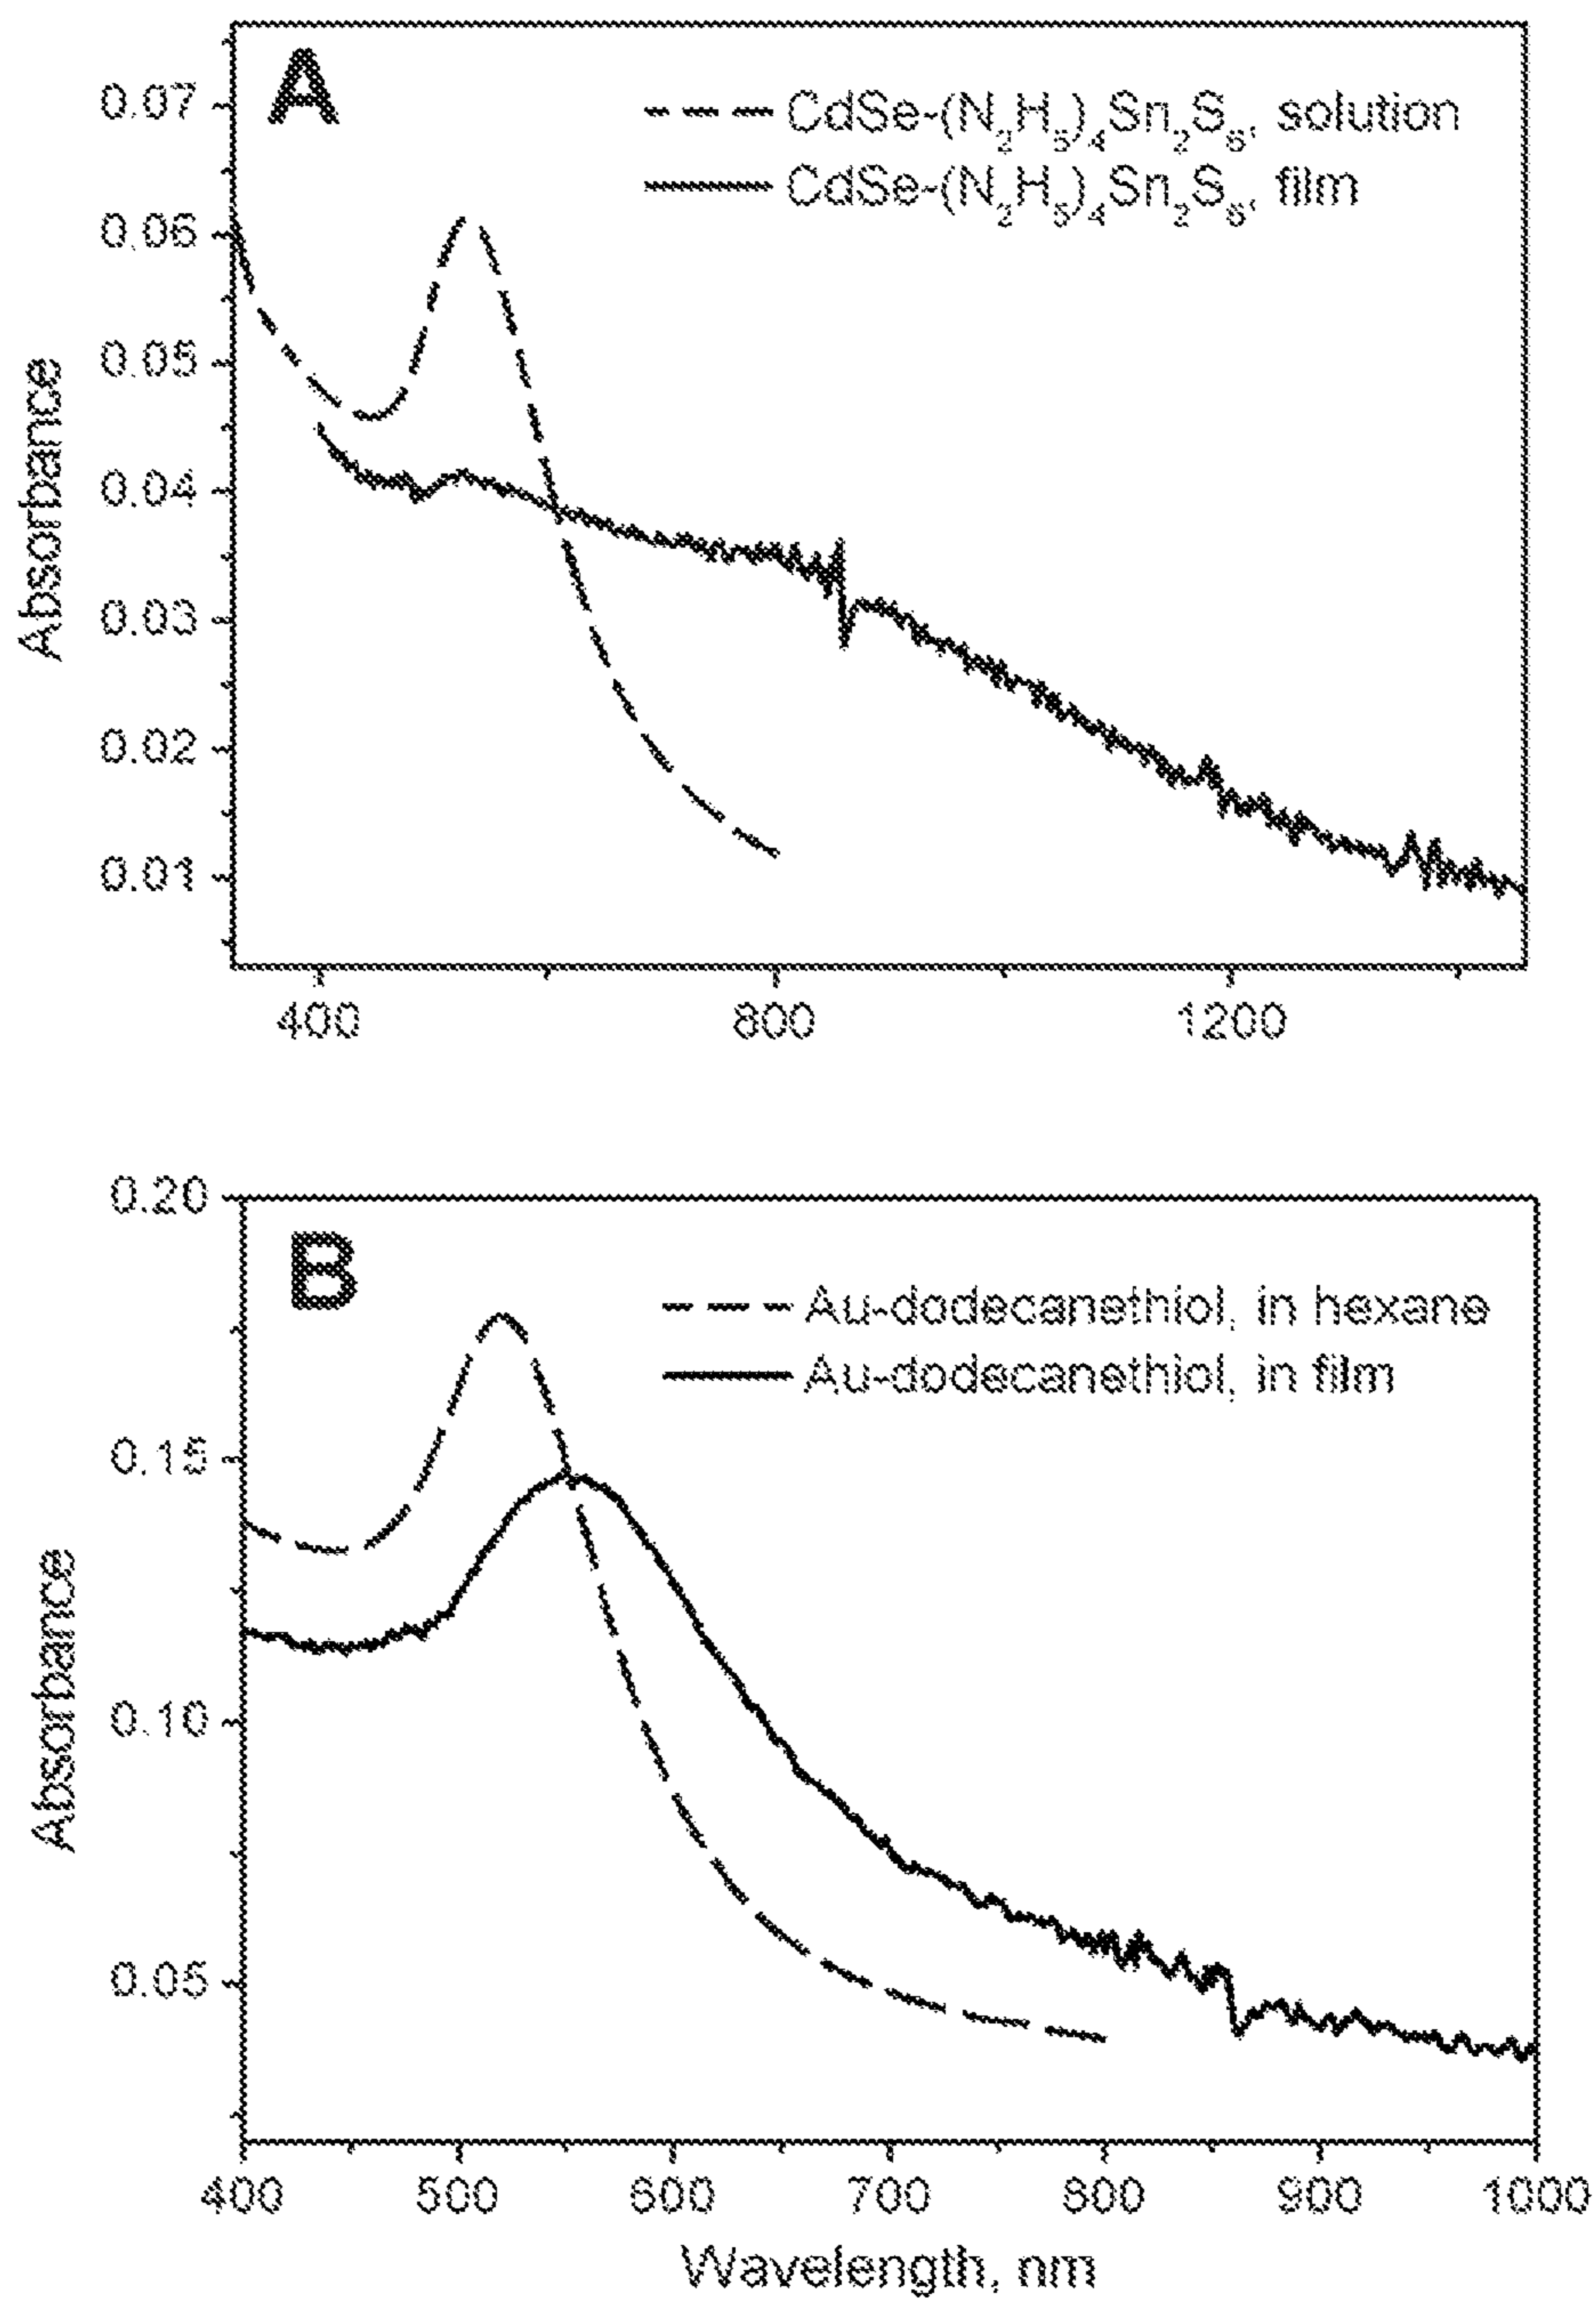 A
CdSe-(N₂H₅)₄Sn₂S₆, solution
CdSe-(N₂H₅)₄Sn₂S₆, film
0.07
0.06
0.05
0.04
0.03
0.02
0.01
Absorbance
400 800 1200
B
Au-dodecanethiol, in hexane
Au-dodecanethiol, in film
0.20
0.15
0.10
0.05
Absorbance
400 500 600 700 800 900 1000
Wavelength, nm